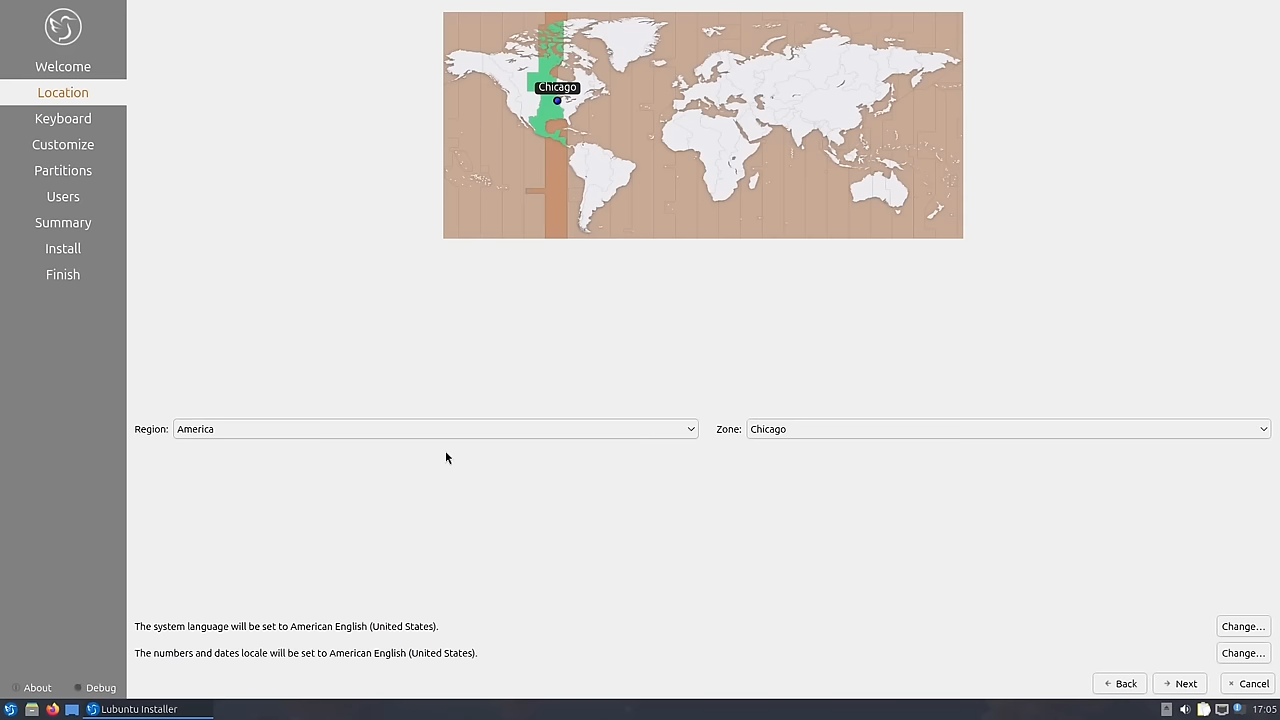 Welcome
Location
Keyboard
Customize
Partitions
Users
Summary
Install
Finish
Chicago
Region: America Zone: Chicago
The system language will be set to American English (United States). Change...
The numbers and dates locale will be set to American English (United States). Change...
About Debug Back Next Cancel
Lubuntu Installer 17:05